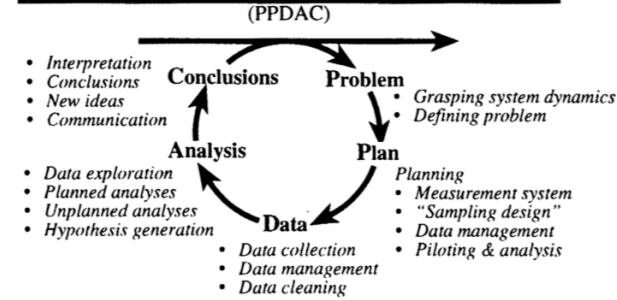 (PPDAC)
Conclusions
• Interpretation
• Conclusions
• New ideas
• Communication
Problem
• Grasping system dynamics
• Defining problem
Plan
Planning
• Measurement system
• “Sampling design”
• Data management
• Piloting & analysis
Data
• Data collection
• Data management
• Data cleaning
Analysis
• Data exploration
• Planned analyses
• Unplanned analyses
• Hypothesis generation